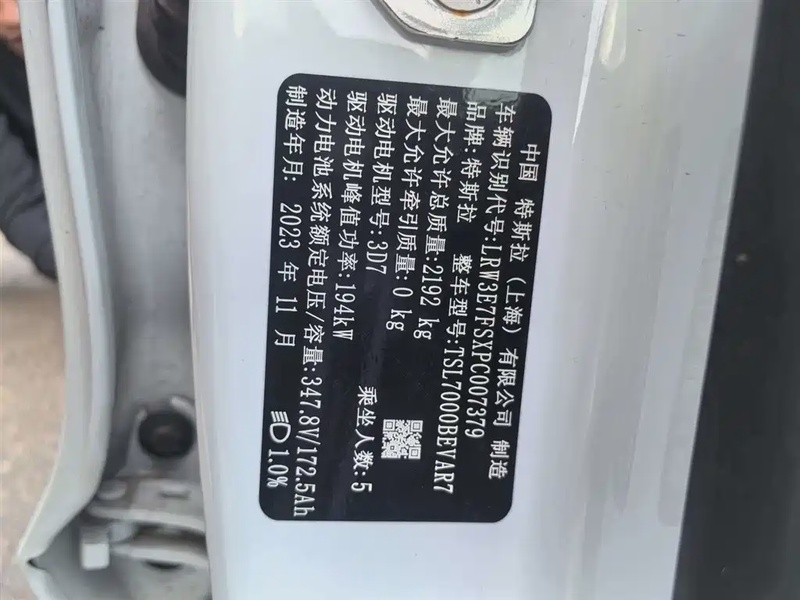 中国 特斯拉（上海）有限公司 制造
车辆识别代号:LRW3E7FSXPC007379
品牌:特斯拉 整车型号:TSL7000BEVAR7
最大允许总质量:2192 kg
最大允许牵引质量:0 kg
驱动电机型号:3D7 乘坐人数:5
驱动电机峰值功率:194kW
动力电池系统额定电压/容量:347.8V/172.5Ah
制造年月: 2023 年 11 月 1.0%